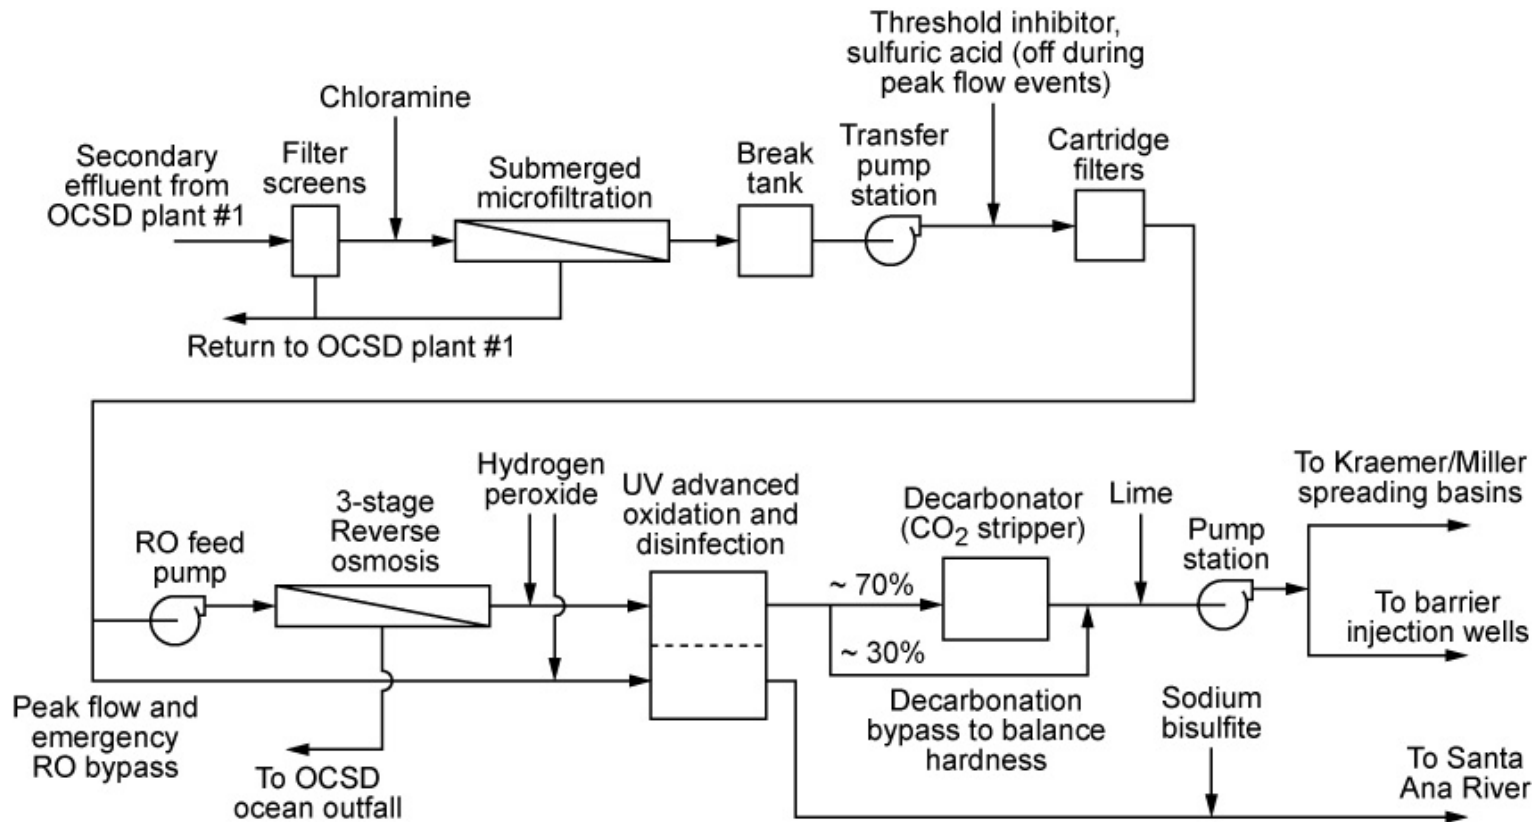 Threshold inhibitor,
sulfuric acid (off during
peak flow events)
Chloramine
Secondary
effluent from
OCSD plant #1
Filter
screens
Submerged
microfiltration
Break
tank
Transfer
pump
station
Cartridge
filters
Return to OCSD plant #1
RO feed
pump
3-stage
Reverse
osmosis
Hydrogen
peroxide
UV advanced
oxidation and
disinfection
Decarbonator
(CO2 stripper)
Lime
Pump
station
To Kraemer/Miller
spreading basins
~ 70%
To barrier
injection wells
~ 30%
Peak flow and
emergency
RO bypass
To OCSD
ocean outfall
Decarbonation
bypass to balance
hardness
Sodium
bisulfite
To Santa
Ana River